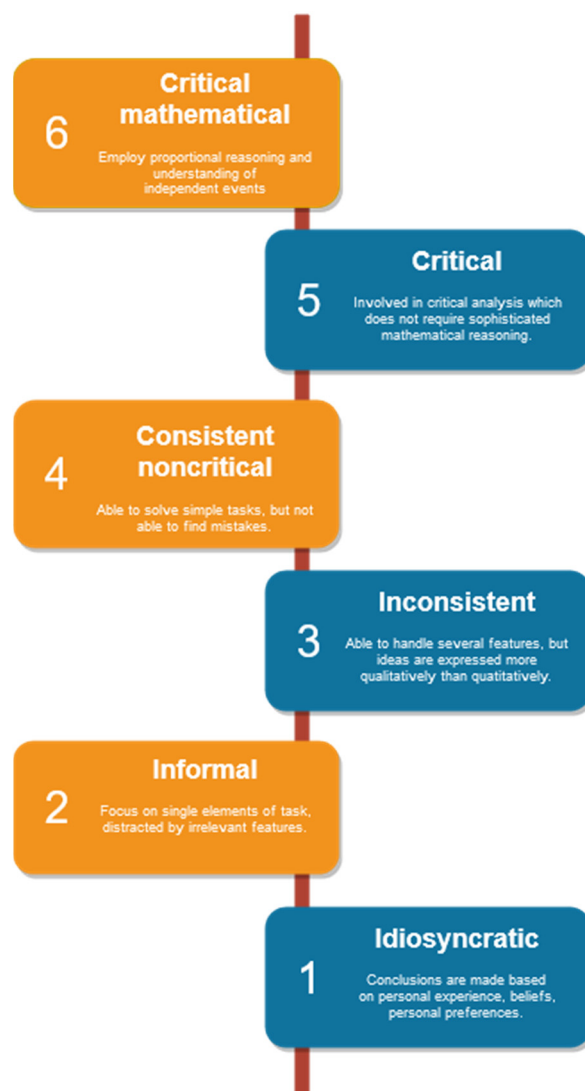 6
Critical
mathematical
Employ proportional reasoning and
understanding of
independent events
5
Critical
Involved in critical analysis which
does not require sophisticated
mathematical reasoning.
4
Consistent
noncritical
Able to solve simple tasks, but not
able to find mistakes.
3
Inconsistent
Able to handle several features, but
ideas are expressed more
qualitatively than quatitatively.
2
Informal
Focus on single elements of task,
distracted by irrelevant features.
1
Idiosyncratic
Conclusions are made based
on personal experience, beliefs,
personal preferences.